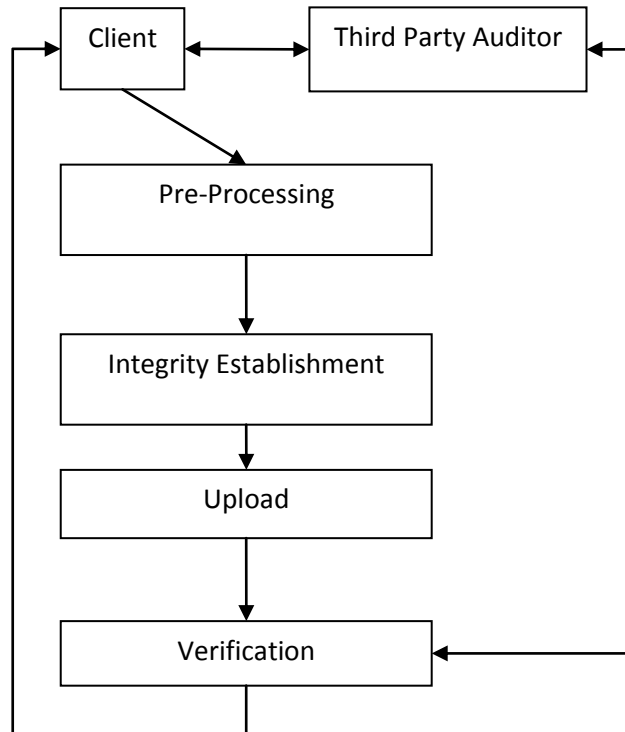 Client
Third Party Auditor
Pre-Processing
Integrity Establishment
Upload
Verification